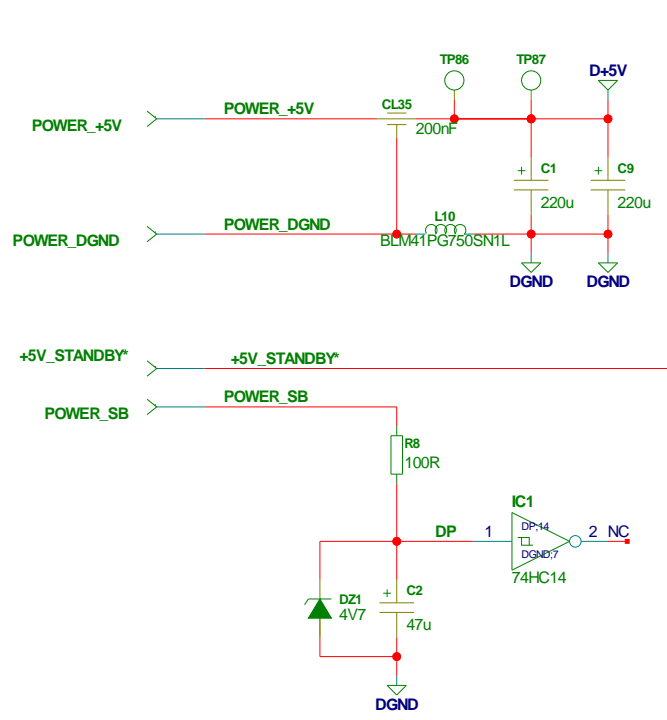 TP86 TP87
D+5V
POWER_+5V
POWER_+5V
CL35
200nF
+ C1
220u
+ C9
220u
POWER_DGND
POWER_DGND
L10
BLM41PG750SN1L
DGND DGND
+5V_STANDBY*
+5V_STANDBY*
POWER_SB
POWER_SB
R8
100R
IC1
DP
1
DP;14
DGND;7
2 NC
74HC14
DZ1
4V7
+ C2
47u
DGND